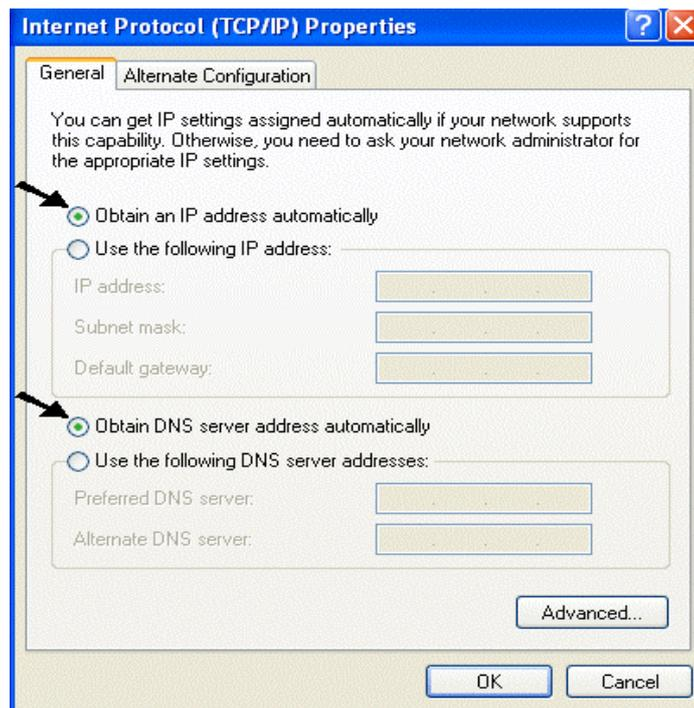 Internet Protocol (TCP/IP) Properties
General Alternate Configuration
You can get IP settings assigned automatically if your network supports
this capability. Otherwise, you need to ask your network administrator for
the appropriate IP settings.
Obtain an IP address automatically
Use the following IP address:
IP address:
Subnet mask:
Default gateway:
Obtain DNS server address automatically
Use the following DNS server addresses:
Preferred DNS server:
Alternate DNS server:
Advanced...
OK Cancel